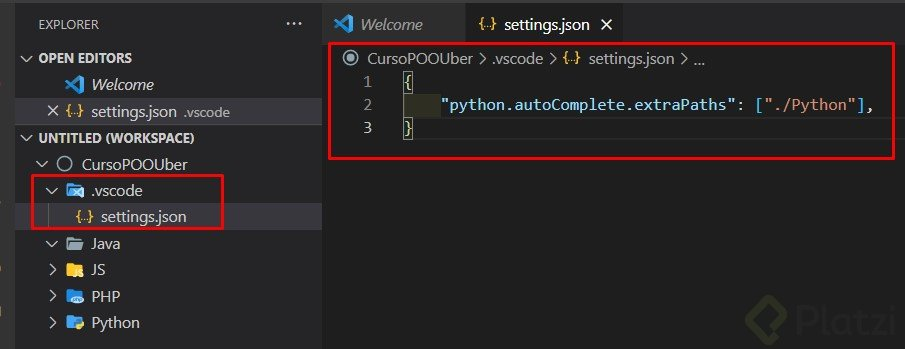 EXPLORER ...
OPEN EDITORS
Welcome
settings.json .vscode
UNTITLED (WORKSPACE)
CursoPOOUber
.vscode
{..} settings.json
Java
JS
PHP
Python
Welcome
{..} settings.json
CursoPOOUber > .vscode > {..} settings.json > ...
1 {
2 "python.autoComplete.extraPaths": ["./Python"],
3 }
Platzi